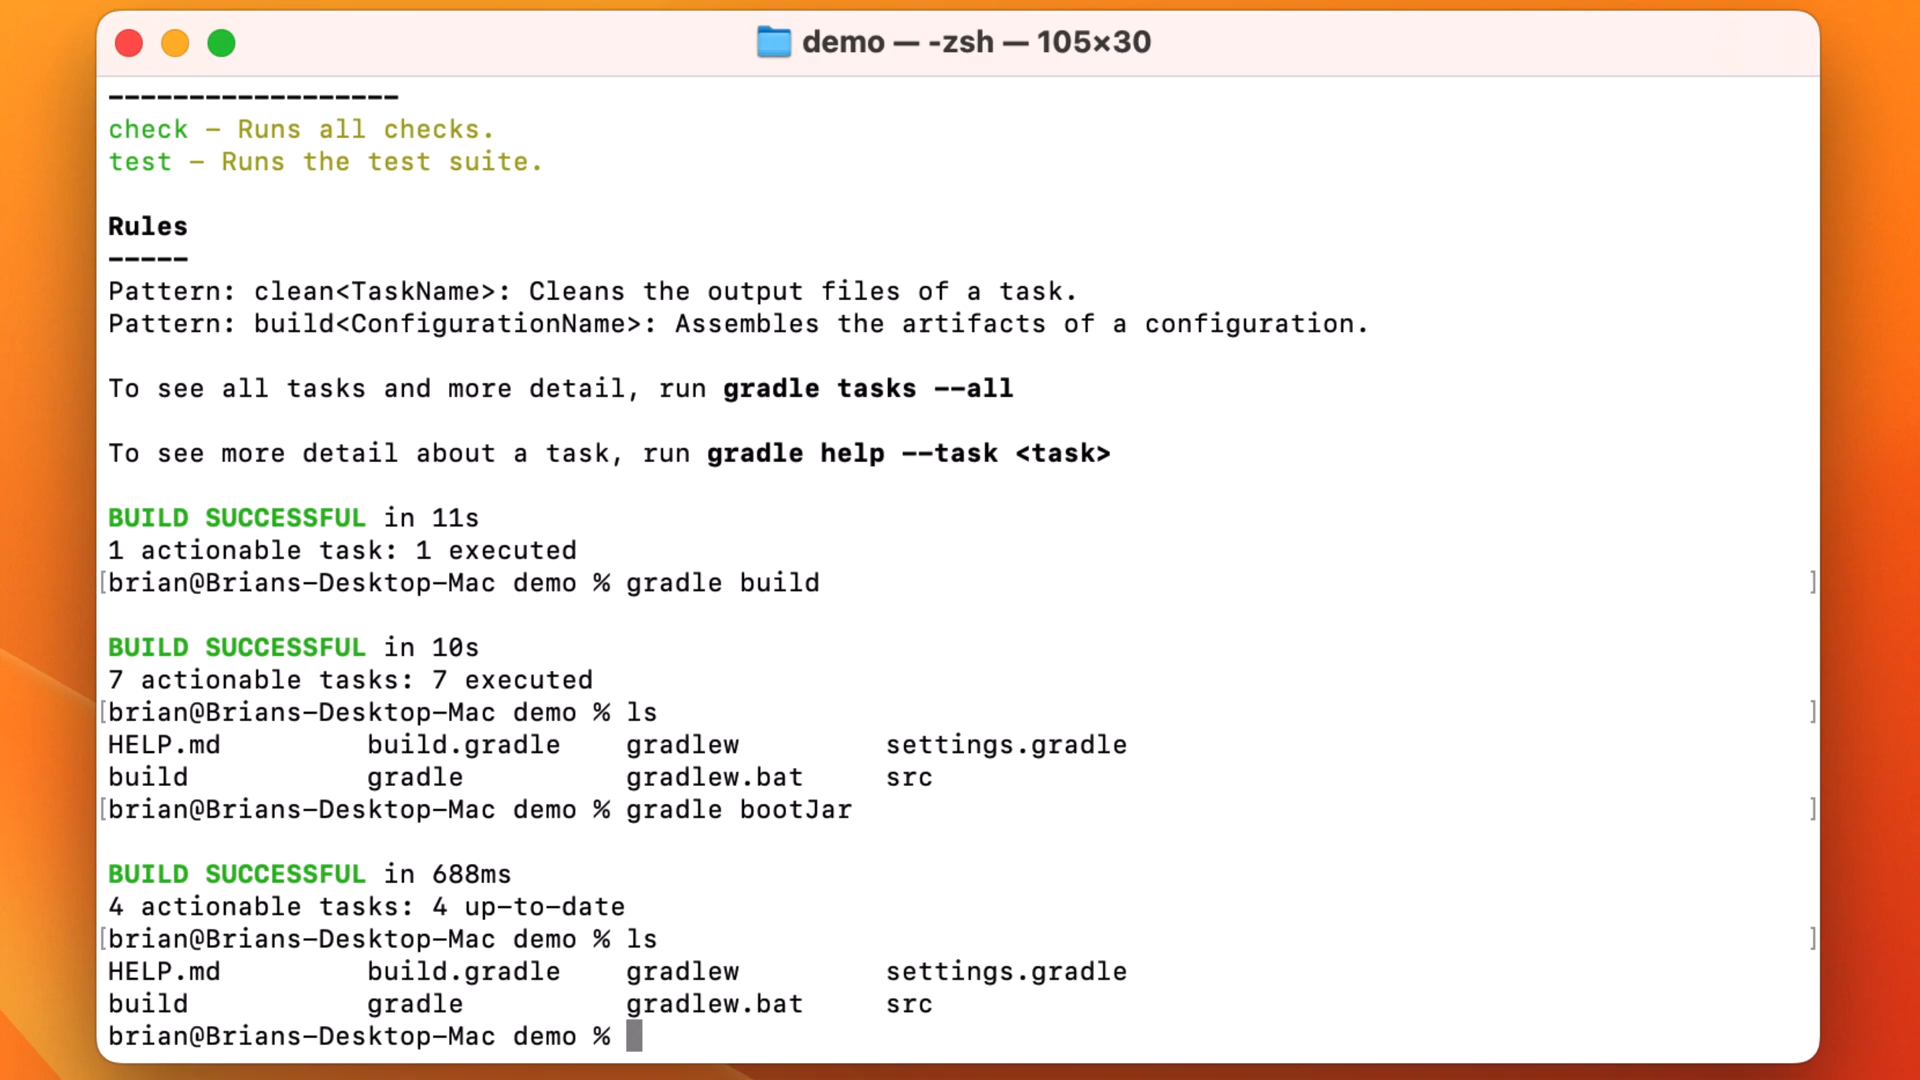 demo — -zsh — 105×30
------------------
check - Runs all checks.
test - Runs the test suite.
Rules
-----
Pattern: clean<TaskName>: Cleans the output files of a task.
Pattern: build<ConfigurationName>: Assembles the artifacts of a configuration.
To see all tasks and more detail, run gradle tasks --all
To see more detail about a task, run gradle help --task <task>
BUILD SUCCESSFUL in 11s
1 actionable task: 1 executed
[brian@Brians-Desktop-Mac demo % gradle build ]
BUILD SUCCESSFUL in 10s
7 actionable tasks: 7 executed
[brian@Brians-Desktop-Mac demo % ls ]
HELP.md build.gradle gradlew settings.gradle
build gradle gradlew.bat src
[brian@Brians-Desktop-Mac demo % gradle bootJar ]
BUILD SUCCESSFUL in 688ms
4 actionable tasks: 4 up-to-date
[brian@Brians-Desktop-Mac demo % ls ]
HELP.md build.gradle gradlew settings.gradle
build gradle gradlew.bat src
brian@Brians-Desktop-Mac demo %